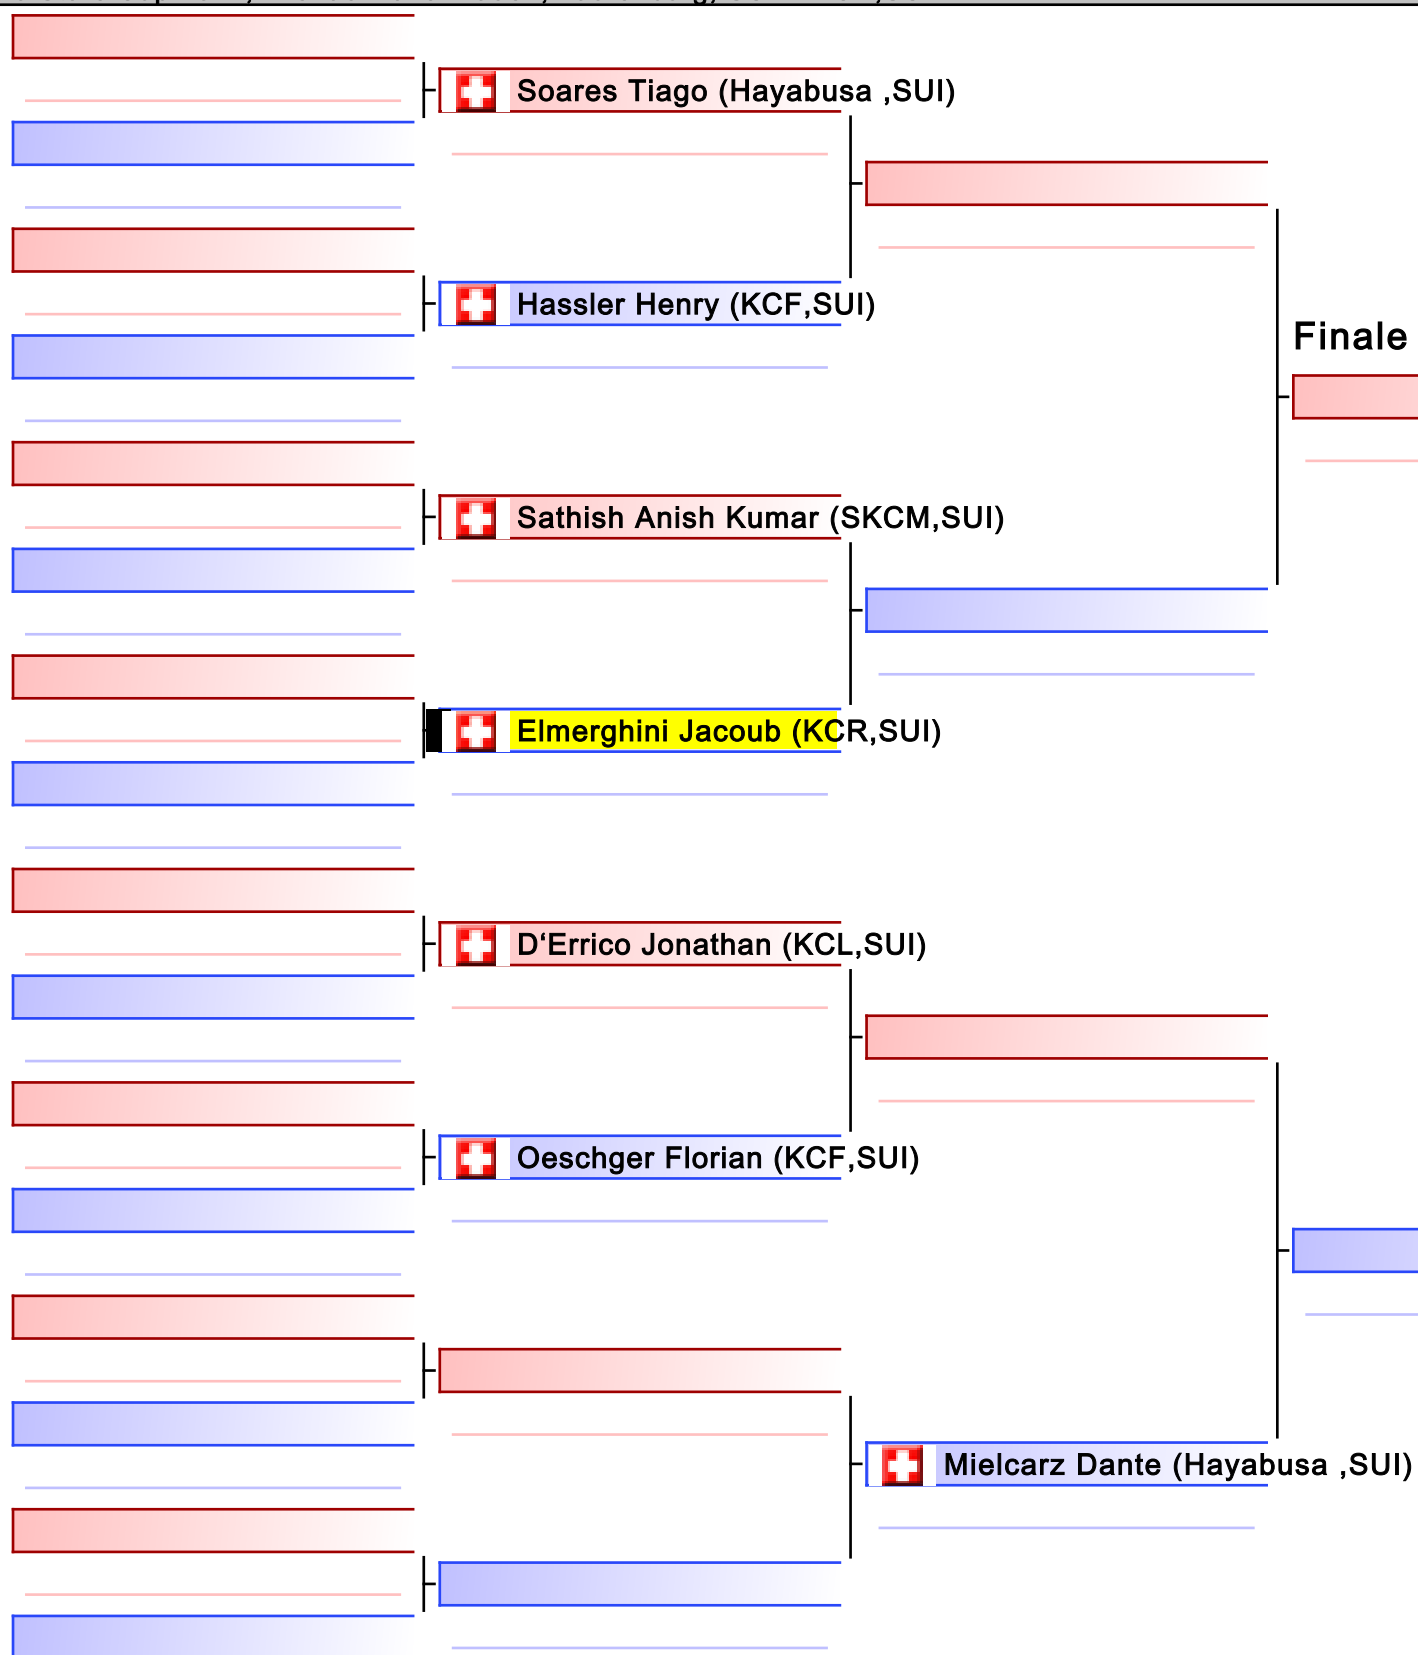 Soares Tiago (Hayabusa ,SUI)
Hassler Henry (KCF,SUI)
Finale
Sathish Anish Kumar (SKCM,SUI)
Elmerghini Jacoub (KCR,SUI)
D‘Errico Jonathan (KCL,SUI)
Oeschger Florian (KCF,SUI)
Mielcarz Dante (Hayabusa ,SUI)